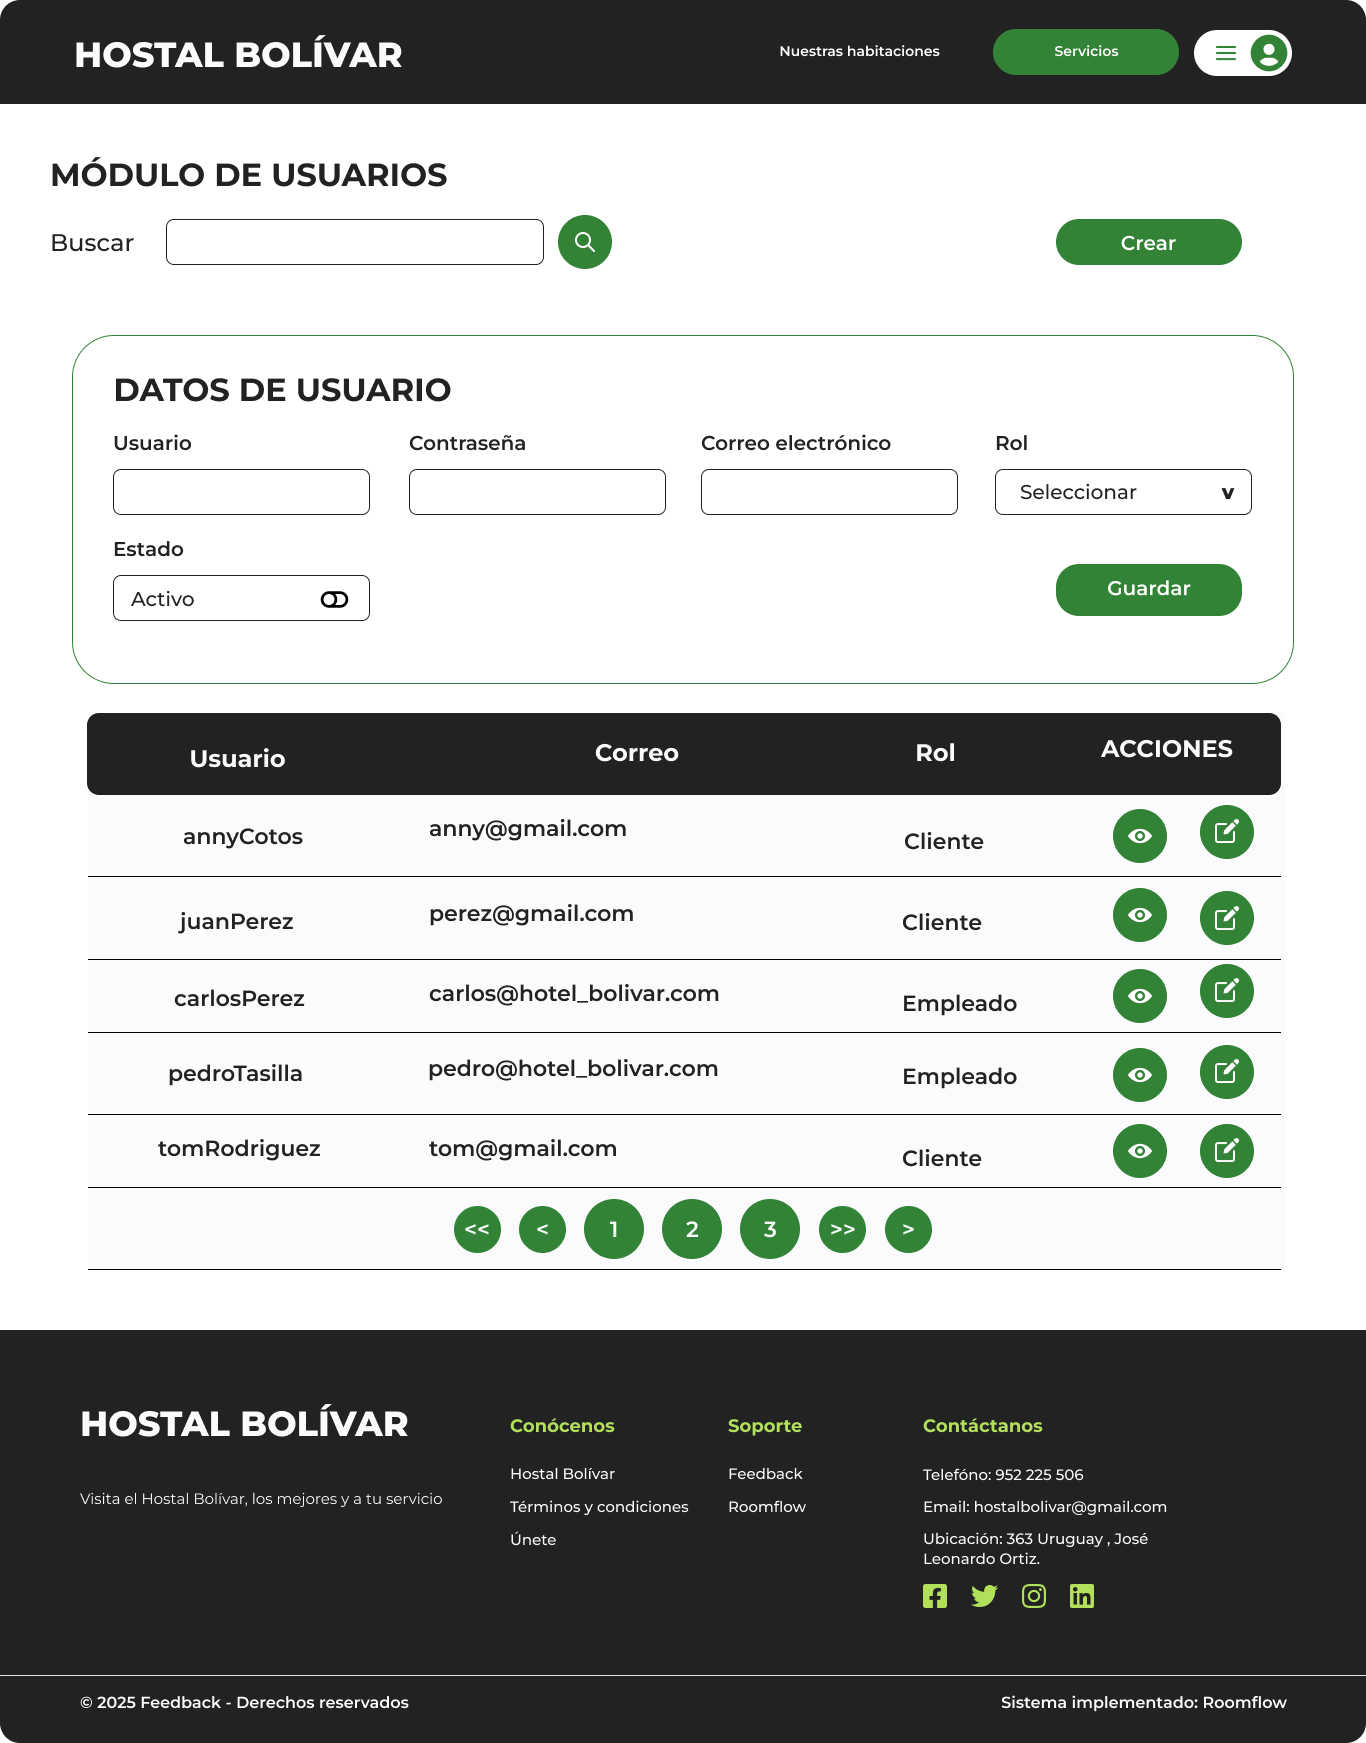 HOSTAL BOLÍVAR
Nuestras habitaciones
Servicios
MÓDULO DE USUARIOS
Buscar
Crear
DATOS DE USUARIO
Usuario
Contraseña
Correo electrónico
Rol
Seleccionar v
Estado
Activo
Guardar
Usuario Correo Rol ACCIONES
annyCotos anny@gmail.com Cliente
juanPerez perez@gmail.com Cliente
carlosPerez carlos@hotel_bolivar.com Empleado
pedroTasilla pedro@hotel_bolivar.com Empleado
tomRodriguez tom@gmail.com Cliente
<< < 1 2 3 >> >
HOSTAL BOLÍVAR
Visita el Hostal Bolívar, los mejores y a tu servicio
Conócenos
Hostal Bolívar
Términos y condiciones
Únete
Soporte
Feedback
Roomflow
Contáctanos
Telefóno: 952 225 506
Email: hostalbolivar@gmail.com
Ubicación: 363 Uruguay , José
Leonardo Ortiz.
© 2025 Feedback - Derechos reservados
Sistema implementado: Roomflow